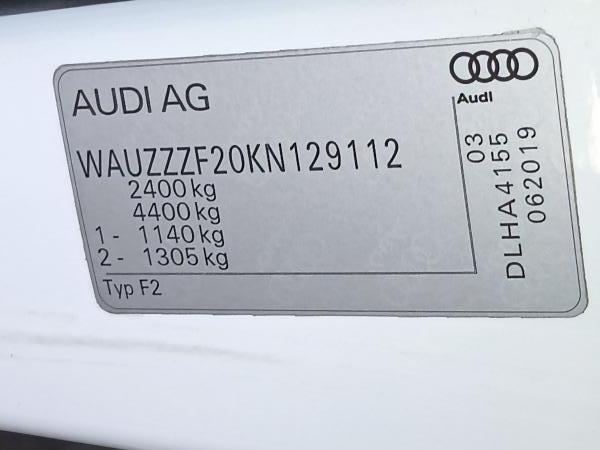 AUDI AG
Audi
WAUZZZF20KN129112
2400 kg
4400 kg
1 - 1140 kg
2 - 1305 kg
Typ F2
03
DLHA4155
062019